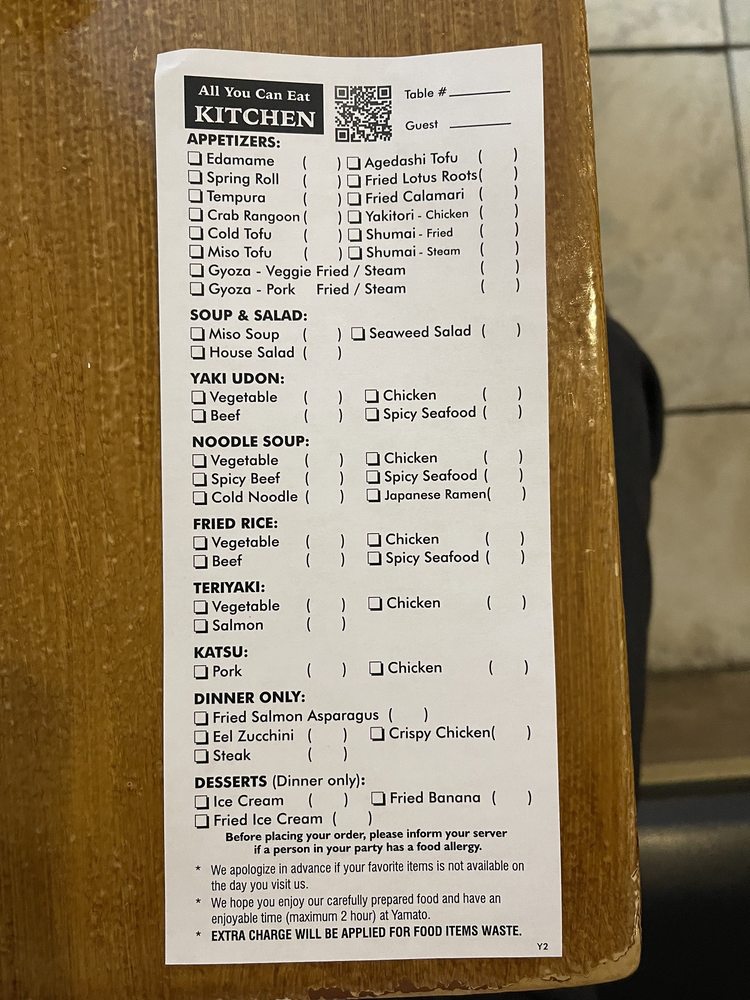 All You Can Eat
KITCHEN
Table #
Guest
APPETIZERS:
Edamame ( ) Agedashi Tofu ( )
Spring Roll ( ) Fried Lotus Roots( )
Tempura ( ) Fried Calamari ( )
Crab Rangoon ( ) Yakitori - Chicken ( )
Cold Tofu ( ) Shumai - Fried ( )
Miso Tofu ( ) Shumai - Steam ( )
Gyoza - Veggie Fried / Steam ( )
Gyoza - Pork Fried / Steam ( )
SOUP & SALAD:
Miso Soup ( ) Seaweed Salad ( )
House Salad ( )
YAKI UDON:
Vegetable ( ) Chicken ( )
Beef ( ) Spicy Seafood ( )
NOODLE SOUP:
Vegetable ( ) Chicken ( )
Spicy Beef ( ) Spicy Seafood ( )
Cold Noodle ( ) Japanese Ramen( )
FRIED RICE:
Vegetable ( ) Chicken ( )
Beef ( ) Spicy Seafood ( )
TERIYAKI:
Vegetable ( ) Chicken ( )
Salmon ( )
KATSU:
Pork ( ) Chicken ( )
DINNER ONLY:
Fried Salmon Asparagus ( )
Eel Zucchini ( ) Crispy Chicken( )
Steak ( )
DESSERTS (Dinner only):
Ice Cream ( ) Fried Banana ( )
Fried Ice Cream ( )
Before placing your order, please inform your server
if a person in your party has a food allergy.
* We apologize in advance if your favorite items is not available on
the day you visit us.
* We hope you enjoy our carefully prepared food and have an
enjoyable time (maximum 2 hour) at Yamato.
* EXTRA CHARGE WILL BE APPLIED FOR FOOD ITEMS WASTE.
Y2